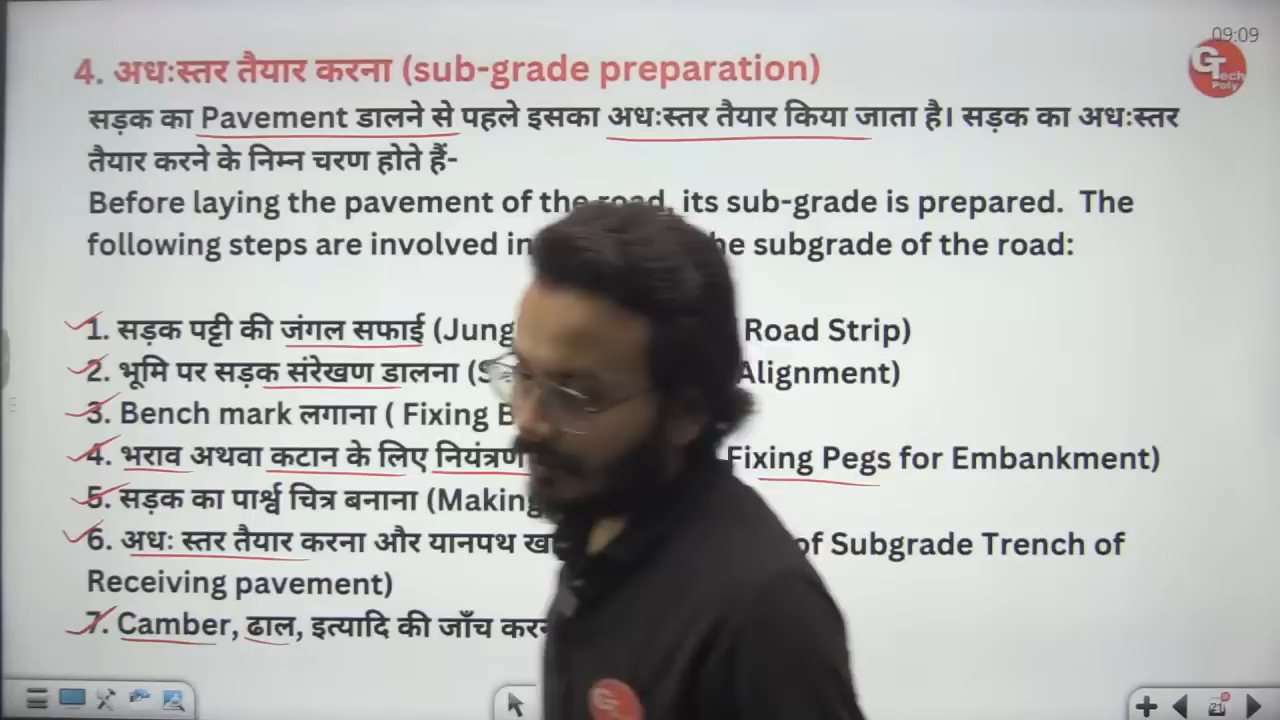 09:09
GTech Poly
4. अधःस्तर तैयार करना (sub-grade preparation)
सड़क का Pavement डालने से पहले इसका अधःस्तर तैयार किया जाता है। सड़क का अधःस्तर
तैयार करने के निम्न चरण होते हैं-
Before laying the pavement of the road, its sub-grade is prepared. The
following steps are involved in he subgrade of the road:
1. सड़क पट्टी की जंगल सफाई (Jung Road Strip)
2. भूमि पर सड़क संरेखण डालना (S Alignment)
3. Bench mark लगाना ( Fixing B
4. भराव अथवा कटान के लिए नियंत्रण Fixing Pegs for Embankment)
5. सड़क का पार्श्व चित्र बनाना (Making
6. अधः स्तर तैयार करना और यानपथ of Subgrade Trench of
Receiving pavement)
7. Camber, ढाल, इत्यादि की जाँच
21